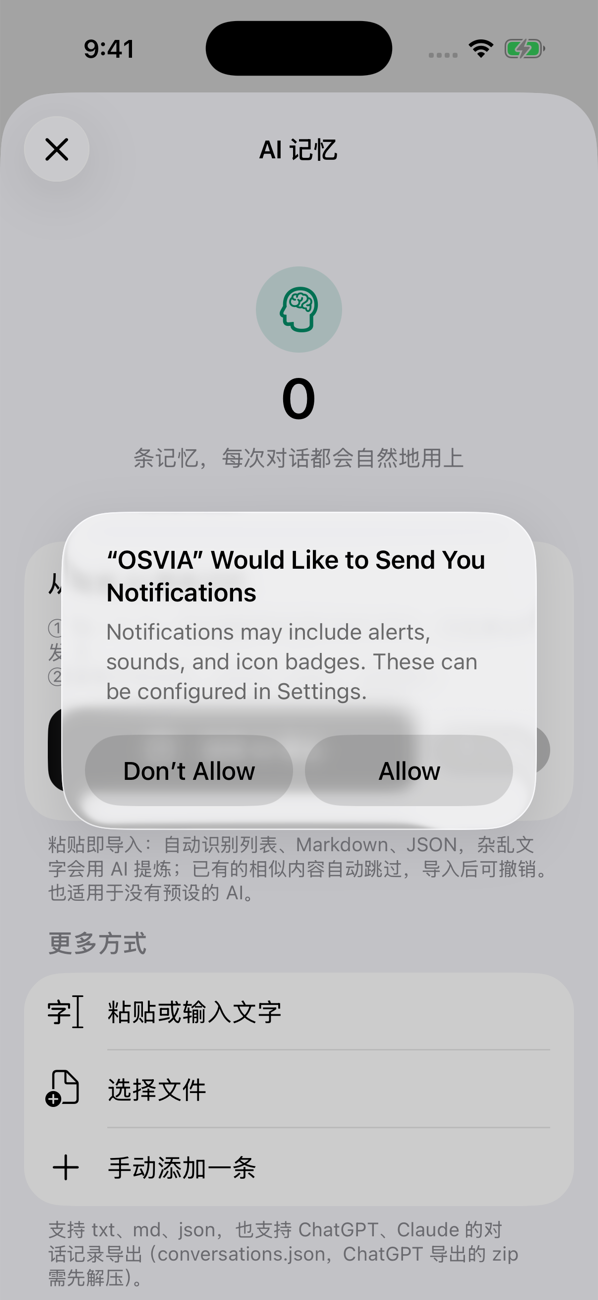 9:41
AI 记忆
0
条记忆，每次对话都会自然地用上
“OSVIA” Would Like to Send You
Notifications
Notifications may include alerts,
sounds, and icon badges. These can
be configured in Settings.
Don’t Allow
Allow
从
①
发
②
粘贴即导入：自动识别列表、Markdown、JSON，杂乱文
字会用 AI 提炼；已有的相似内容自动跳过，导入后可撤销。
也适用于没有预设的 AI。
更多方式
字
粘贴或输入文字
选择文件
手动添加一条
支持 txt、md、json，也支持 ChatGPT、Claude 的对
话记录导出（conversations.json，ChatGPT 导出的 zip
需先解压）。